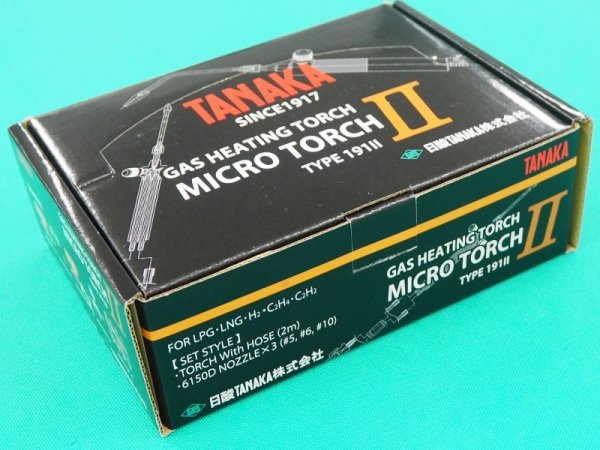 TANAKA
SINCE1917
GAS HEATING TORCH
MICRO TORCH II
TYPE 191II
日酸TANAKA株式会社
TANAKA
GAS HEATING TORCH
MICRO TORCH II
TYPE 191II
FOR LPG・LNG・H2・C2H4・C2H2
【 SET STYLE 】
・TORCH With HOSE (2m)
・6150D NOZZLE×3 (#5, #6, #10)
日酸TANAKA株式会社